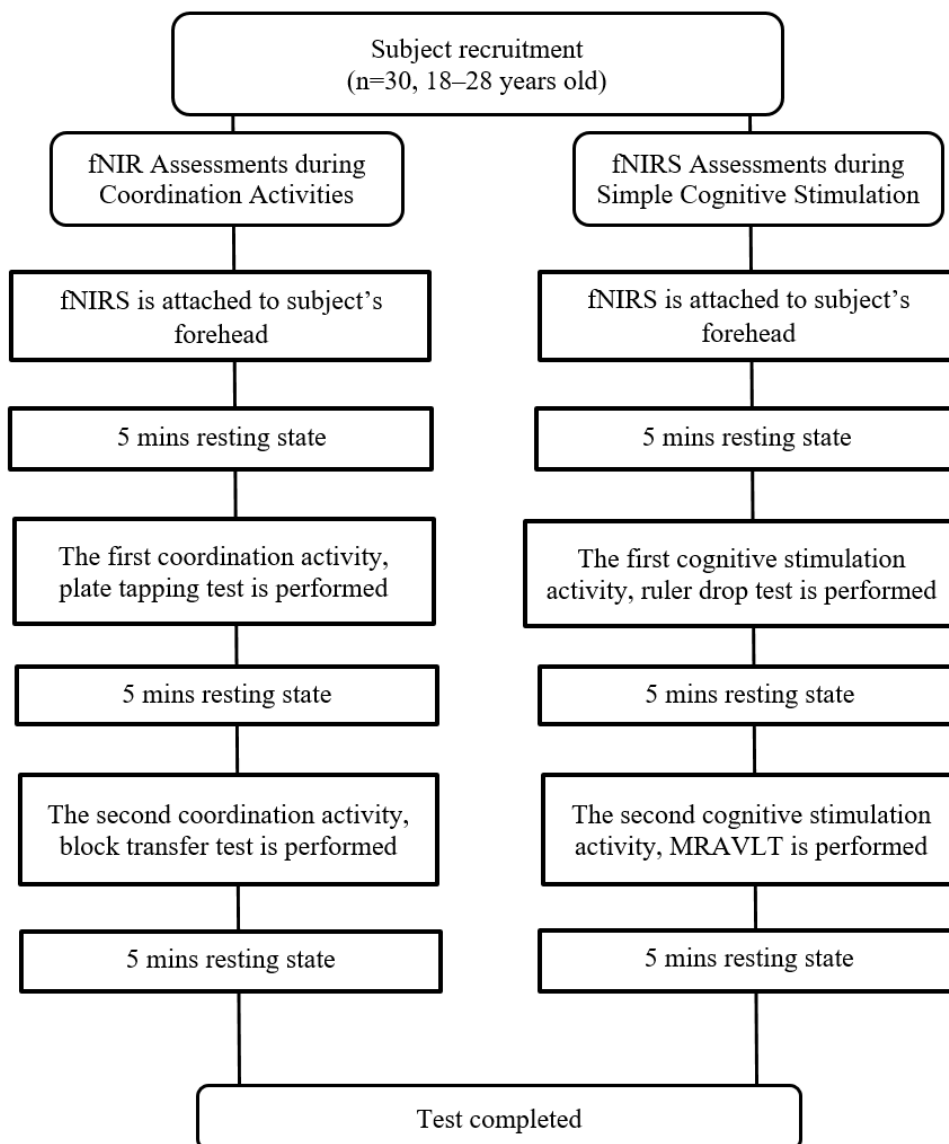 Subject recruitment
(n=30, 18–28 years old)
fNIR Assessments during
Coordination Activities
fNIRS is attached to subject's
forehead
5 mins resting state
The first coordination activity,
plate tapping test is performed
5 mins resting state
The second coordination activity,
block transfer test is performed
5 mins resting state
fNIRS Assessments during
Simple Cognitive Stimulation
fNIRS is attached to subject's
forehead
5 mins resting state
The first cognitive stimulation
activity, ruler drop test is performed
5 mins resting state
The second cognitive stimulation
activity, MRAVLT is performed
5 mins resting state
Test completed